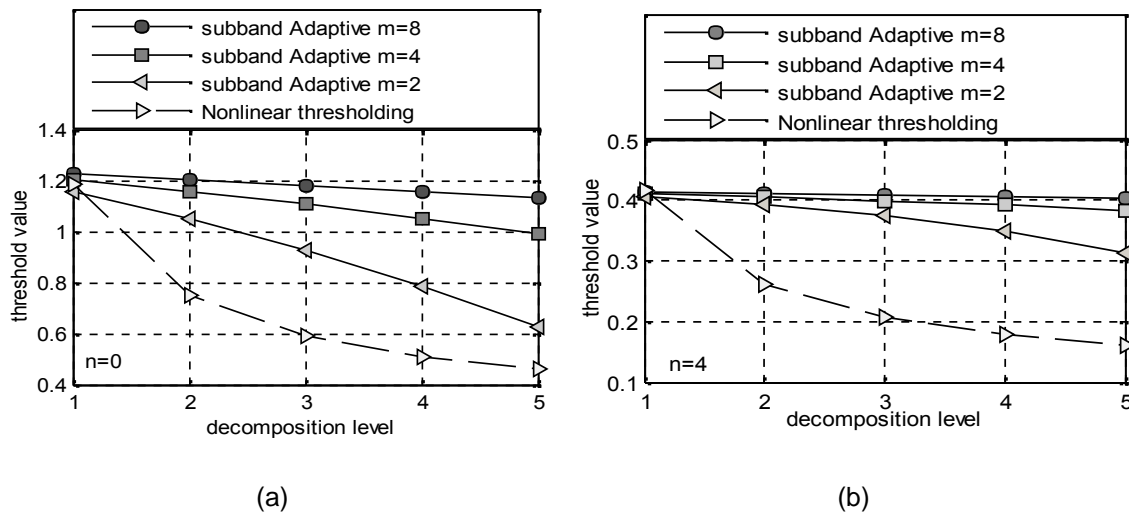 subband Adaptive m=8
subband Adaptive m=4
subband Adaptive m=2
Nonlinear thresholding
threshold value
1.4
1.2
1
0.8
0.6
0.4
n=0
1 2 3 4 5
decomposition level
(a)
subband Adaptive m=8
subband Adaptive m=4
subband Adaptive m=2
Nonlinear thresholding
threshold value
0.5
0.4
0.3
0.2
0.1
n=4
1 2 3 4 5
decomposition level
(b)